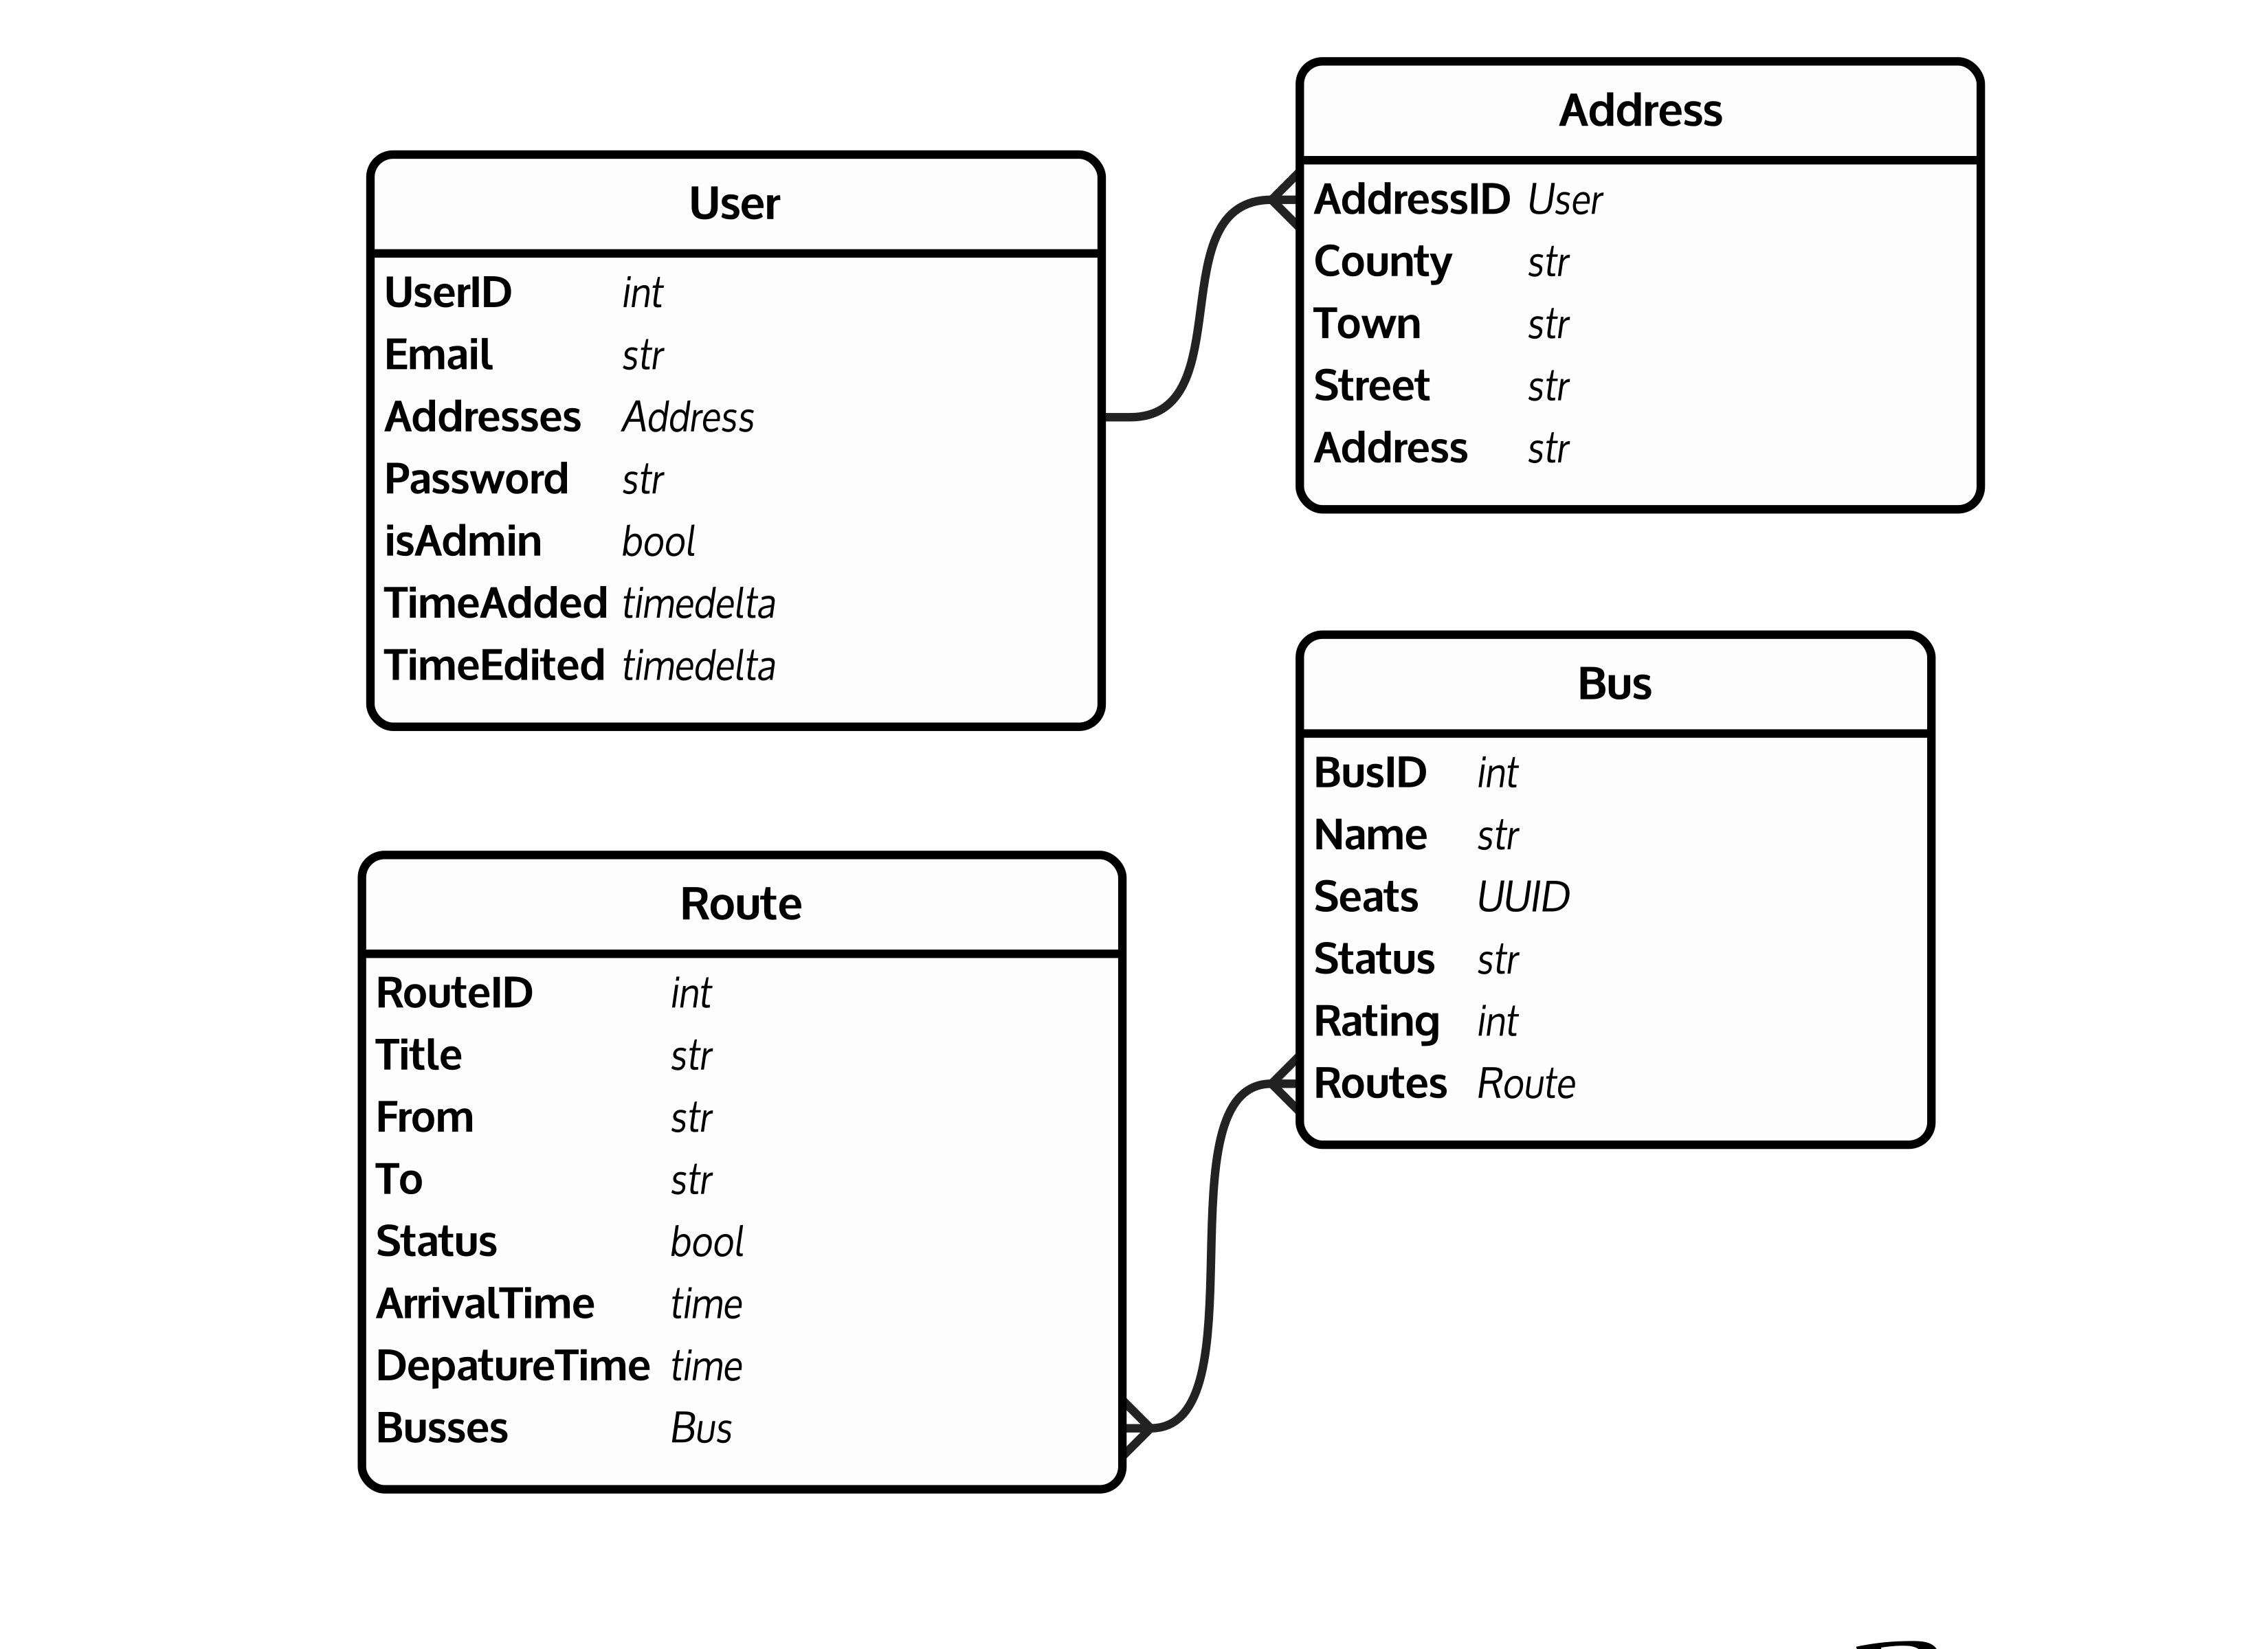 User
UserID int
Email str
Addresses Address
Password str
isAdmin bool
TimeAdded timedelta
TimeEdited timedelta
Address
AddressID User
County str
Town str
Street str
Address str
Bus
BusID int
Name str
Seats UUID
Status str
Rating int
Routes Route
Route
RouteID int
Title str
From str
To str
Status bool
ArrivalTime time
DepatureTime time
Busses Bus